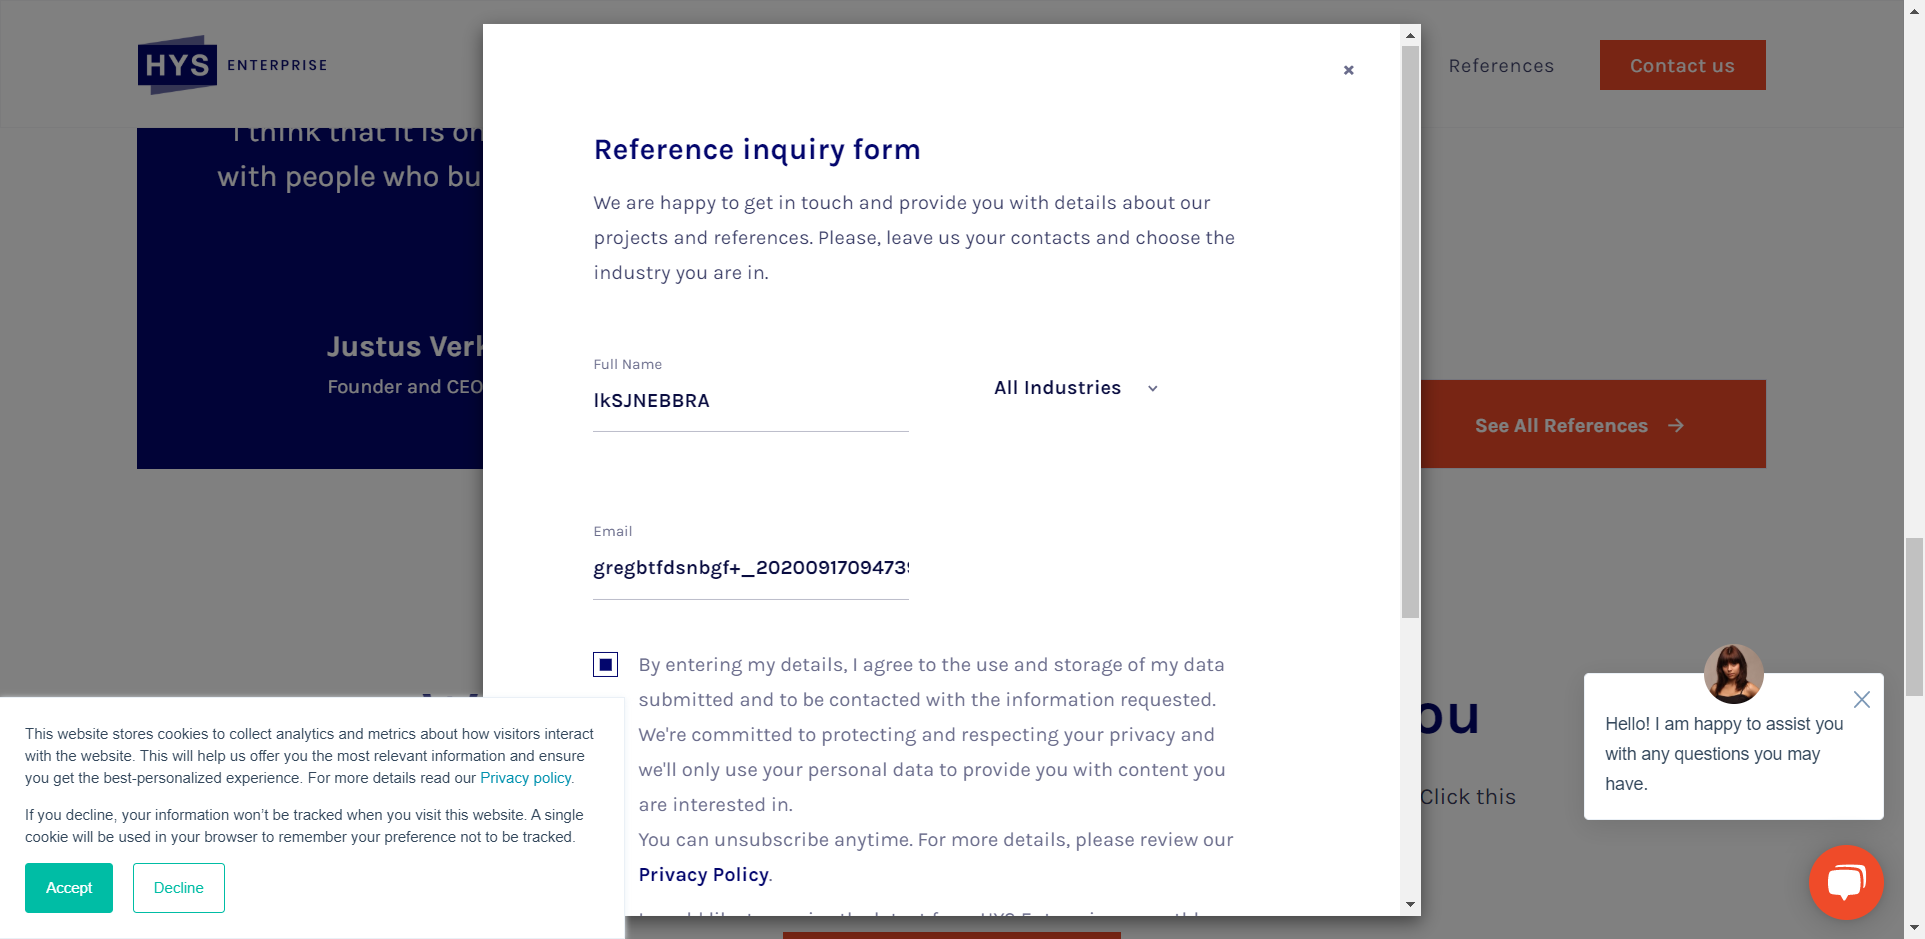 HYS ENTERPRISE
References
Contact us
I think that it is
with people who
Justus
Founder and CEO
See All References
Reference inquiry form
We are happy to get in touch and provide you with details about our
projects and references. Please, leave us your contacts and choose the
industry you are in.
Full Name
lkSJNEBBRA
All Industries
Email
gregbtfdsnbgf+_20200917094739
By entering my details, I agree to the use and storage of my data
submitted and to be contacted with the information requested.
We're committed to protecting and respecting your privacy and
we'll only use your personal data to provide you with content you
are interested in.
You can unsubscribe anytime. For more details, please review our
Privacy Policy.
This website stores cookies to collect analytics and metrics about how visitors interact
with the website. This will help us offer you the most relevant information and ensure
you get the best-personalized experience. For more details read our Privacy policy.
If you decline, your information won’t be tracked when you visit this website. A single
cookie will be used in your browser to remember your preference not to be tracked.
Accept
Decline
Click this
Hello! I am happy to assist you
with any questions you may
have.